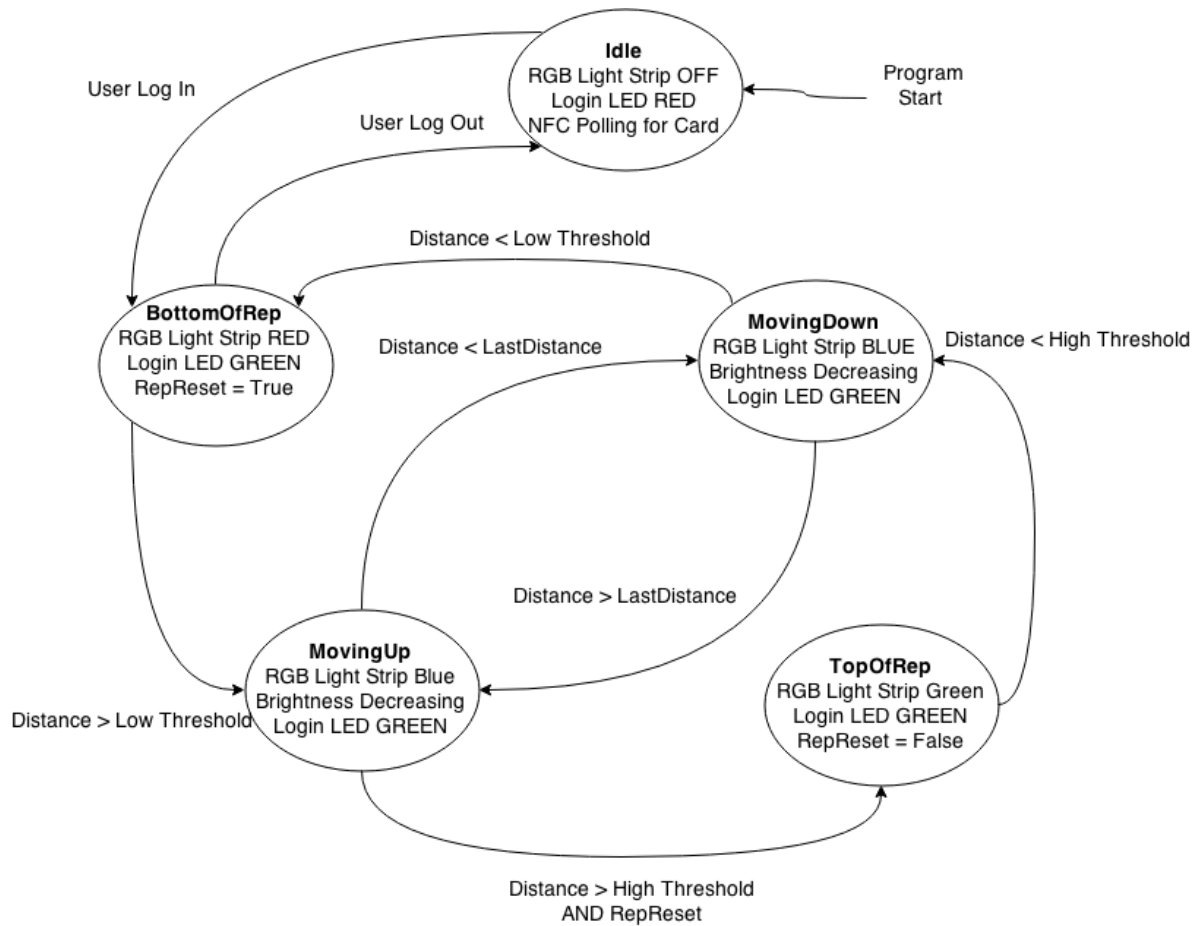 Idle
RGB Light Strip OFF
Login LED RED
NFC Polling for Card
Program
Start
User Log In
User Log Out
Distance < Low Threshold
BottomOfRep
RGB Light Strip RED
Login LED GREEN
RepReset = True
MovingDown
RGB Light Strip BLUE
Brightness Decreasing
Login LED GREEN
Distance < High Threshold
Distance < LastDistance
Distance > LastDistance
MovingUp
RGB Light Strip Blue
Brightness Decreasing
Login LED GREEN
Distance > Low Threshold
TopOfRep
RGB Light Strip Green
Login LED GREEN
RepReset = False
Distance > High Threshold
AND RepReset